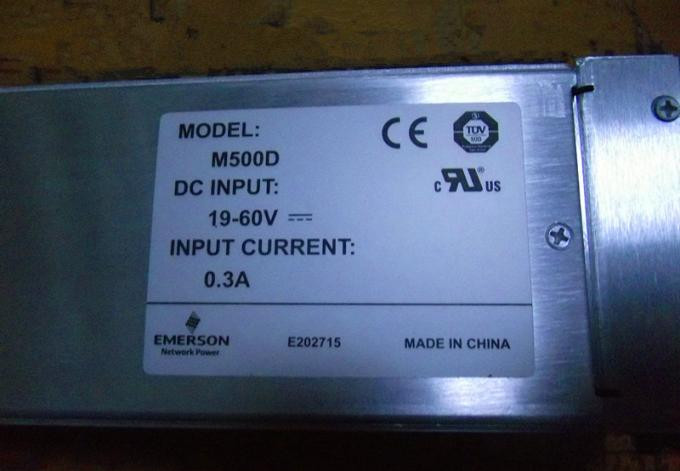 MODEL:
M500D
DC INPUT:
19-60V
INPUT CURRENT:
0.3A
CE
TÜV
c RU US
EMERSON
Network Power
E202715
MADE IN CHINA